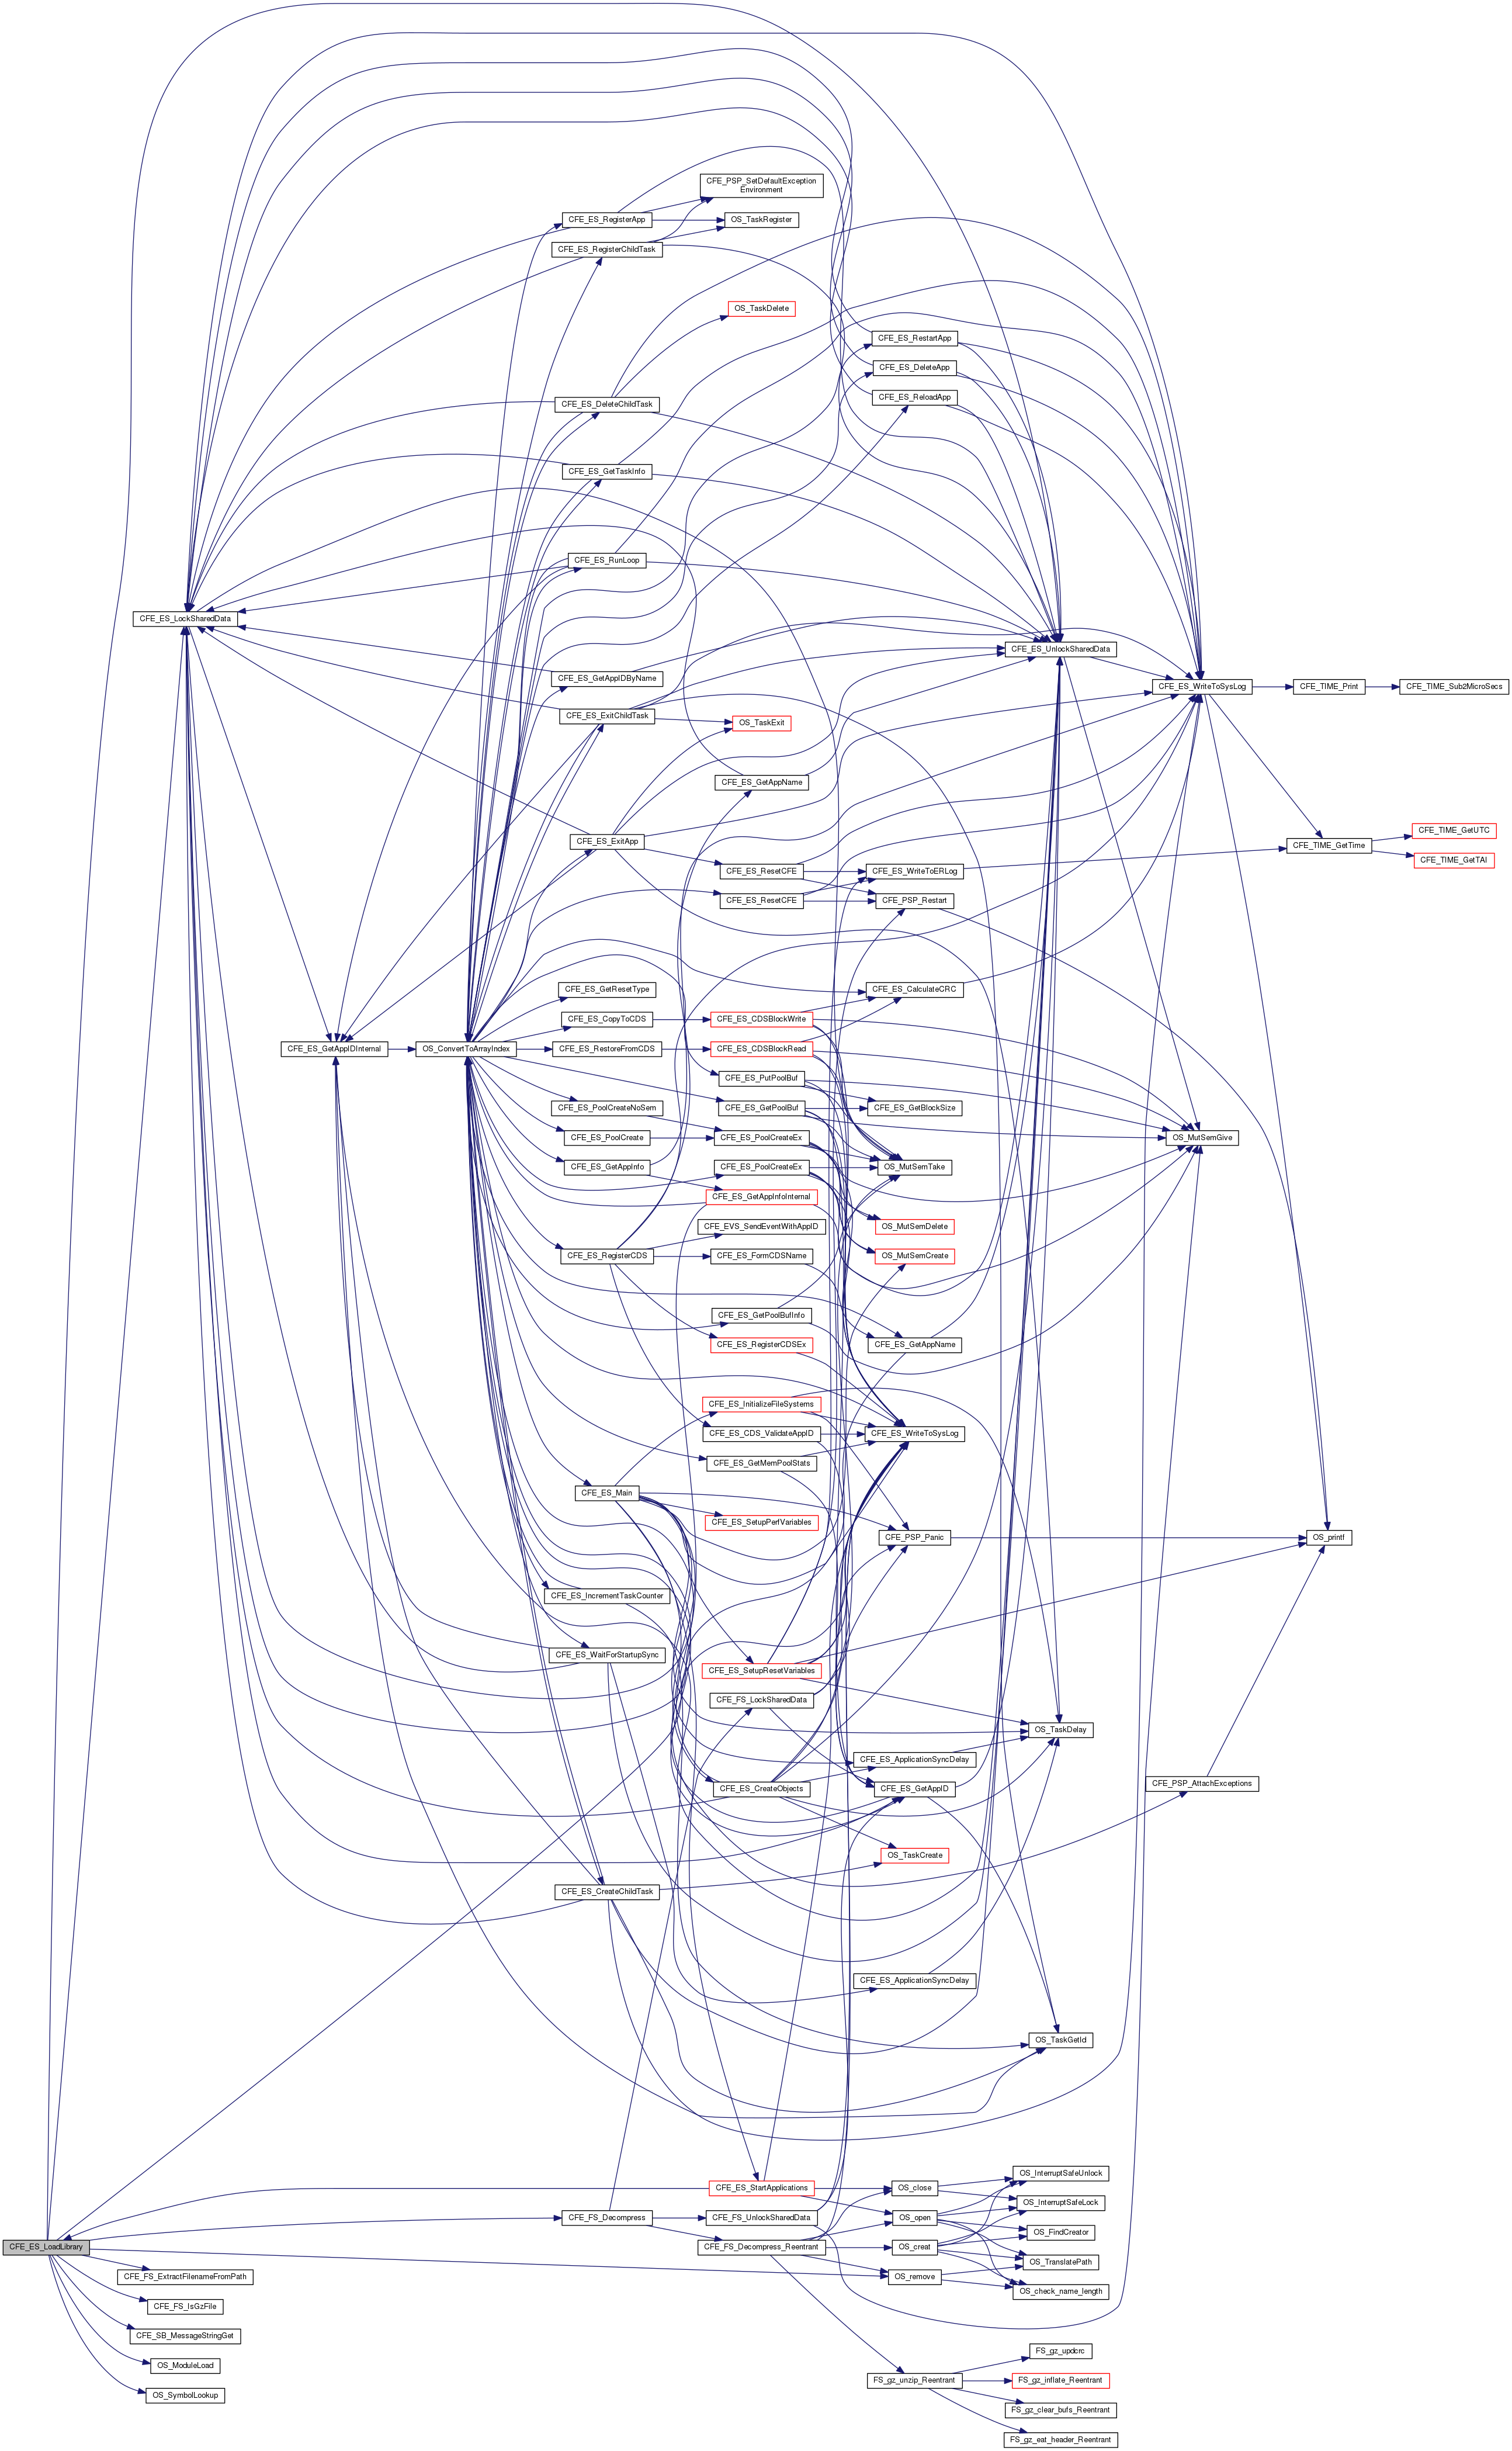 CFE_PSP_SetDefaultException
Environment
CFE_ES_RegisterApp
OS_TaskRegister
CFE_ES_RegisterChildTask
OS_TaskDelete
CFE_ES_RestartApp
CFE_ES_DeleteApp
CFE_ES_ReloadApp
CFE_ES_DeleteChildTask
CFE_ES_GetTaskInfo
CFE_ES_RunLoop
CFE_ES_LockSharedData
CFE_ES_UnlockSharedData
CFE_ES_GetAppIDByName
CFE_ES_WriteToSysLog
CFE_TIME_Print
CFE_TIME_Sub2MicroSecs
CFE_ES_ExitChildTask
OS_TaskExit
CFE_ES_GetAppName
CFE_TIME_GetUTC
CFE_ES_ExitApp
CFE_TIME_GetTime
CFE_TIME_GetTAI
CFE_ES_ResetCFE
CFE_ES_WriteToERLog
CFE_ES_ResetCFE
CFE_PSP_Restart
CFE_ES_GetResetType
CFE_ES_CalculateCRC
CFE_ES_CopyToCDS
CFE_ES_CDSBlockWrite
CFE_ES_GetAppIDInternal
OS_ConvertToArrayIndex
CFE_ES_RestoreFromCDS
CFE_ES_CDSBlockRead
CFE_ES_PutPoolBuf
CFE_ES_PoolCreateNoSem
CFE_ES_GetPoolBuf
CFE_ES_GetBlockSize
CFE_ES_PoolCreate
CFE_ES_PoolCreateEx
OS_MutSemGive
CFE_ES_GetAppInfo
CFE_ES_PoolCreateEx
OS_MutSemTake
CFE_ES_GetAppInfoInternal
CFE_EVS_SendEventWithAppID
OS_MutSemDelete
CFE_ES_RegisterCDS
CFE_ES_FormCDSName
OS_MutSemCreate
CFE_ES_GetPoolBufInfo
CFE_ES_RegisterCDSEx
CFE_ES_GetAppName
CFE_ES_InitializeFileSystems
CFE_ES_CDS_ValidateAppID
CFE_ES_WriteToSysLog
CFE_ES_GetMemPoolStats
CFE_ES_Main
CFE_ES_SetupPerfVariables
CFE_PSP_Panic
OS_printf
CFE_ES_IncrementTaskCounter
CFE_ES_WaitForStartupSync
CFE_ES_SetupResetVariables
CFE_FS_LockSharedData
OS_TaskDelay
CFE_ES_ApplicationSyncDelay
CFE_PSP_AttachExceptions
CFE_ES_CreateObjects
CFE_ES_GetAppID
OS_TaskCreate
CFE_ES_CreateChildTask
CFE_ES_ApplicationSyncDelay
OS_TaskGetId
OS_InterruptSafeUnlock
CFE_ES_StartApplications
OS_close
OS_InterruptSafeLock
CFE_FS_Decompress
CFE_FS_UnlockSharedData
OS_open
OS_FindCreator
CFE_ES_LoadLibrary
CFE_FS_Decompress_Reentrant
OS_creat
OS_TranslatePath
CFE_FS_ExtractFilenameFromPath
OS_remove
OS_check_name_length
CFE_FS_IsGzFile
CFE_SB_MessageStringGet
FS_gz_updcrc
OS_ModuleLoad
FS_gz_unzip_Reentrant
FS_gz_inflate_Reentrant
OS_SymbolLookup
FS_gz_clear_bufs_Reentrant
FS_gz_eat_header_Reentrant